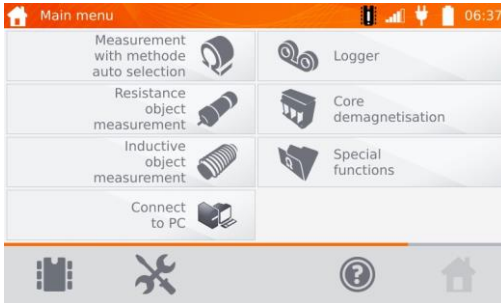 Main menu
06:37
Measurement
with methode
auto selection
Logger
Resistance
object
measurement
Core
demagnetisation
Inductive
object
measurement
Special
functions
Connect
to PC